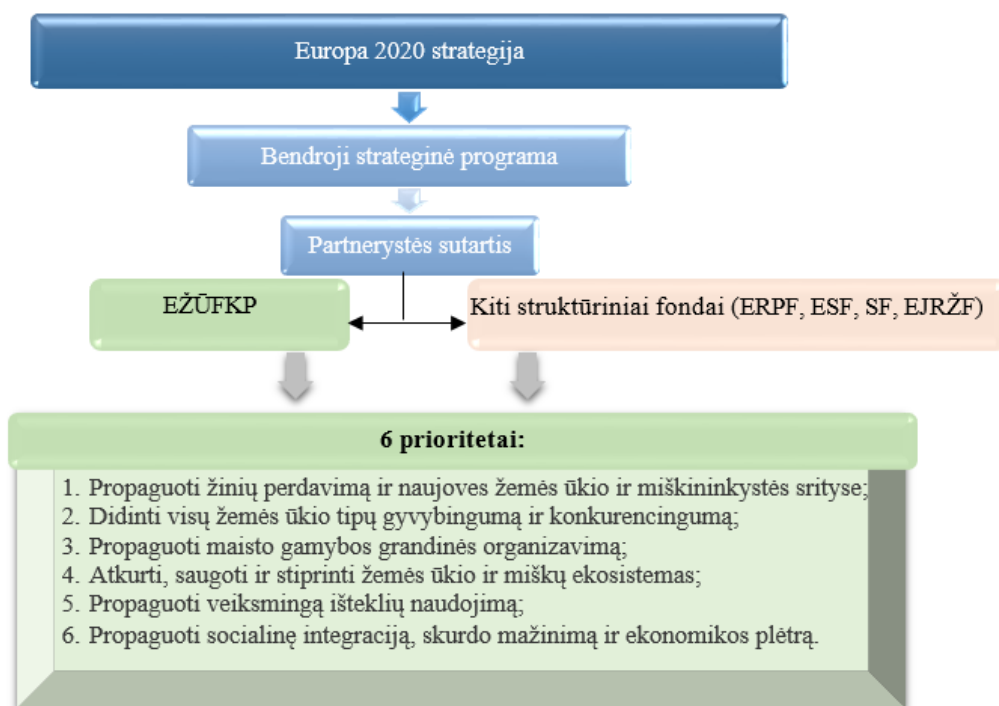 Europa 2020 strategija
Bendroji strateginė programa
Partnerystės sutartis
EŽŪFKP
Kiti struktūriniai fondai (ERPF, ESF, SF, EJRŽF)
6 prioritetai:
1. Propaguoti žinių perdavimą ir naujoves žemės ūkio ir miškininkystės srityse;
2. Didinti visų žemės ūkio tipų gyvybingumą ir konkurencingumą;
3. Propaguoti maisto gamybos grandinės organizavimą;
4. Atkurti, saugoti ir stiprinti žemės ūkio ir miškų ekosistemas;
5. Propaguoti veiksmingą išteklių naudojimą;
6. Propaguoti socialinę integraciją, skurdo mažinimą ir ekonomikos plėtrą.